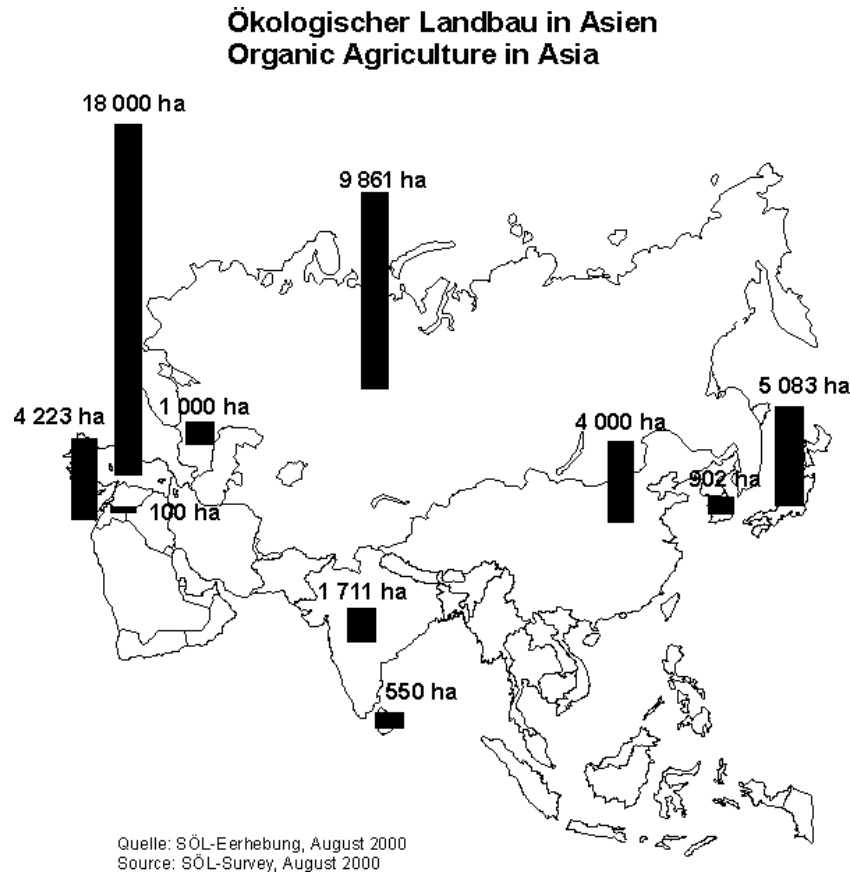 Ökologischer Landbau in Asien
Organic Agriculture in Asia
18 000 ha
9 861 ha
5 083 ha
1 000 ha
4 223 ha
4 000 ha
902 ha
100 ha
1 711 ha
550 ha
Quelle: SÖL-Eerhebung, August 2000
Source: SÖL-Survey, August 2000